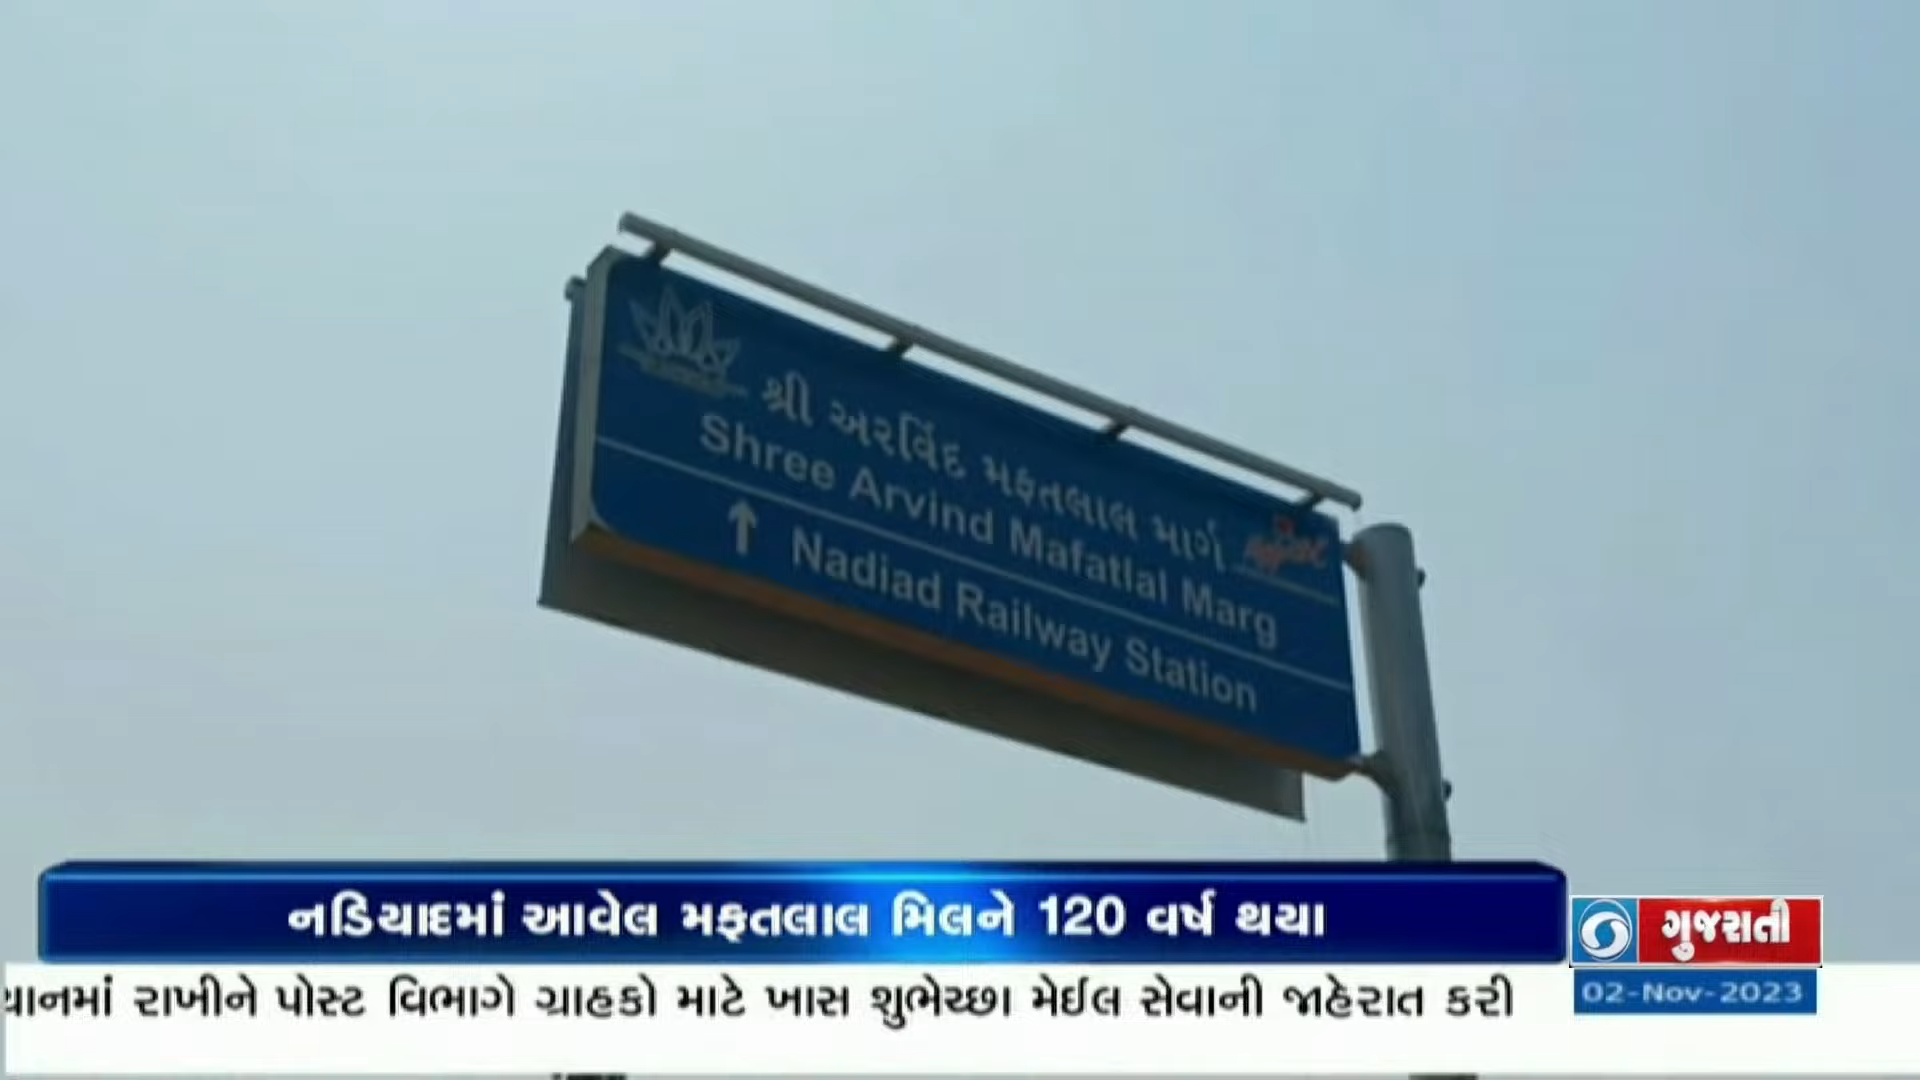 શ્રી અરવિંદ મફતલાલ માર્ગ
Shree Arvind Mafatlal Marg
Nadiad Railway Station
નડિયાદમાં આવેલ મફતલાલ મિલને 120 વર્ષ થયા
ગુજરાતી
યાનમાં રાખીને પોસ્ટ વિભાગે ગ્રાહકો માટે ખાસ શુભેચ્છા મેઈલ સેવાની જાહેરાત કરી
02-Nov-2023